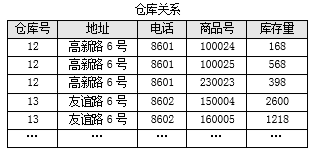 仓库关系
仓库号 地址 电话 商品号 库存量
12 高新路6号 8601 100024 168
12 高新路6号 8601 100025 568
12 高新路6号 8601 230023 398
13 友谊路6号 8602 150004 2600
13 友谊路6号 8602 160005 1218
… … … … …